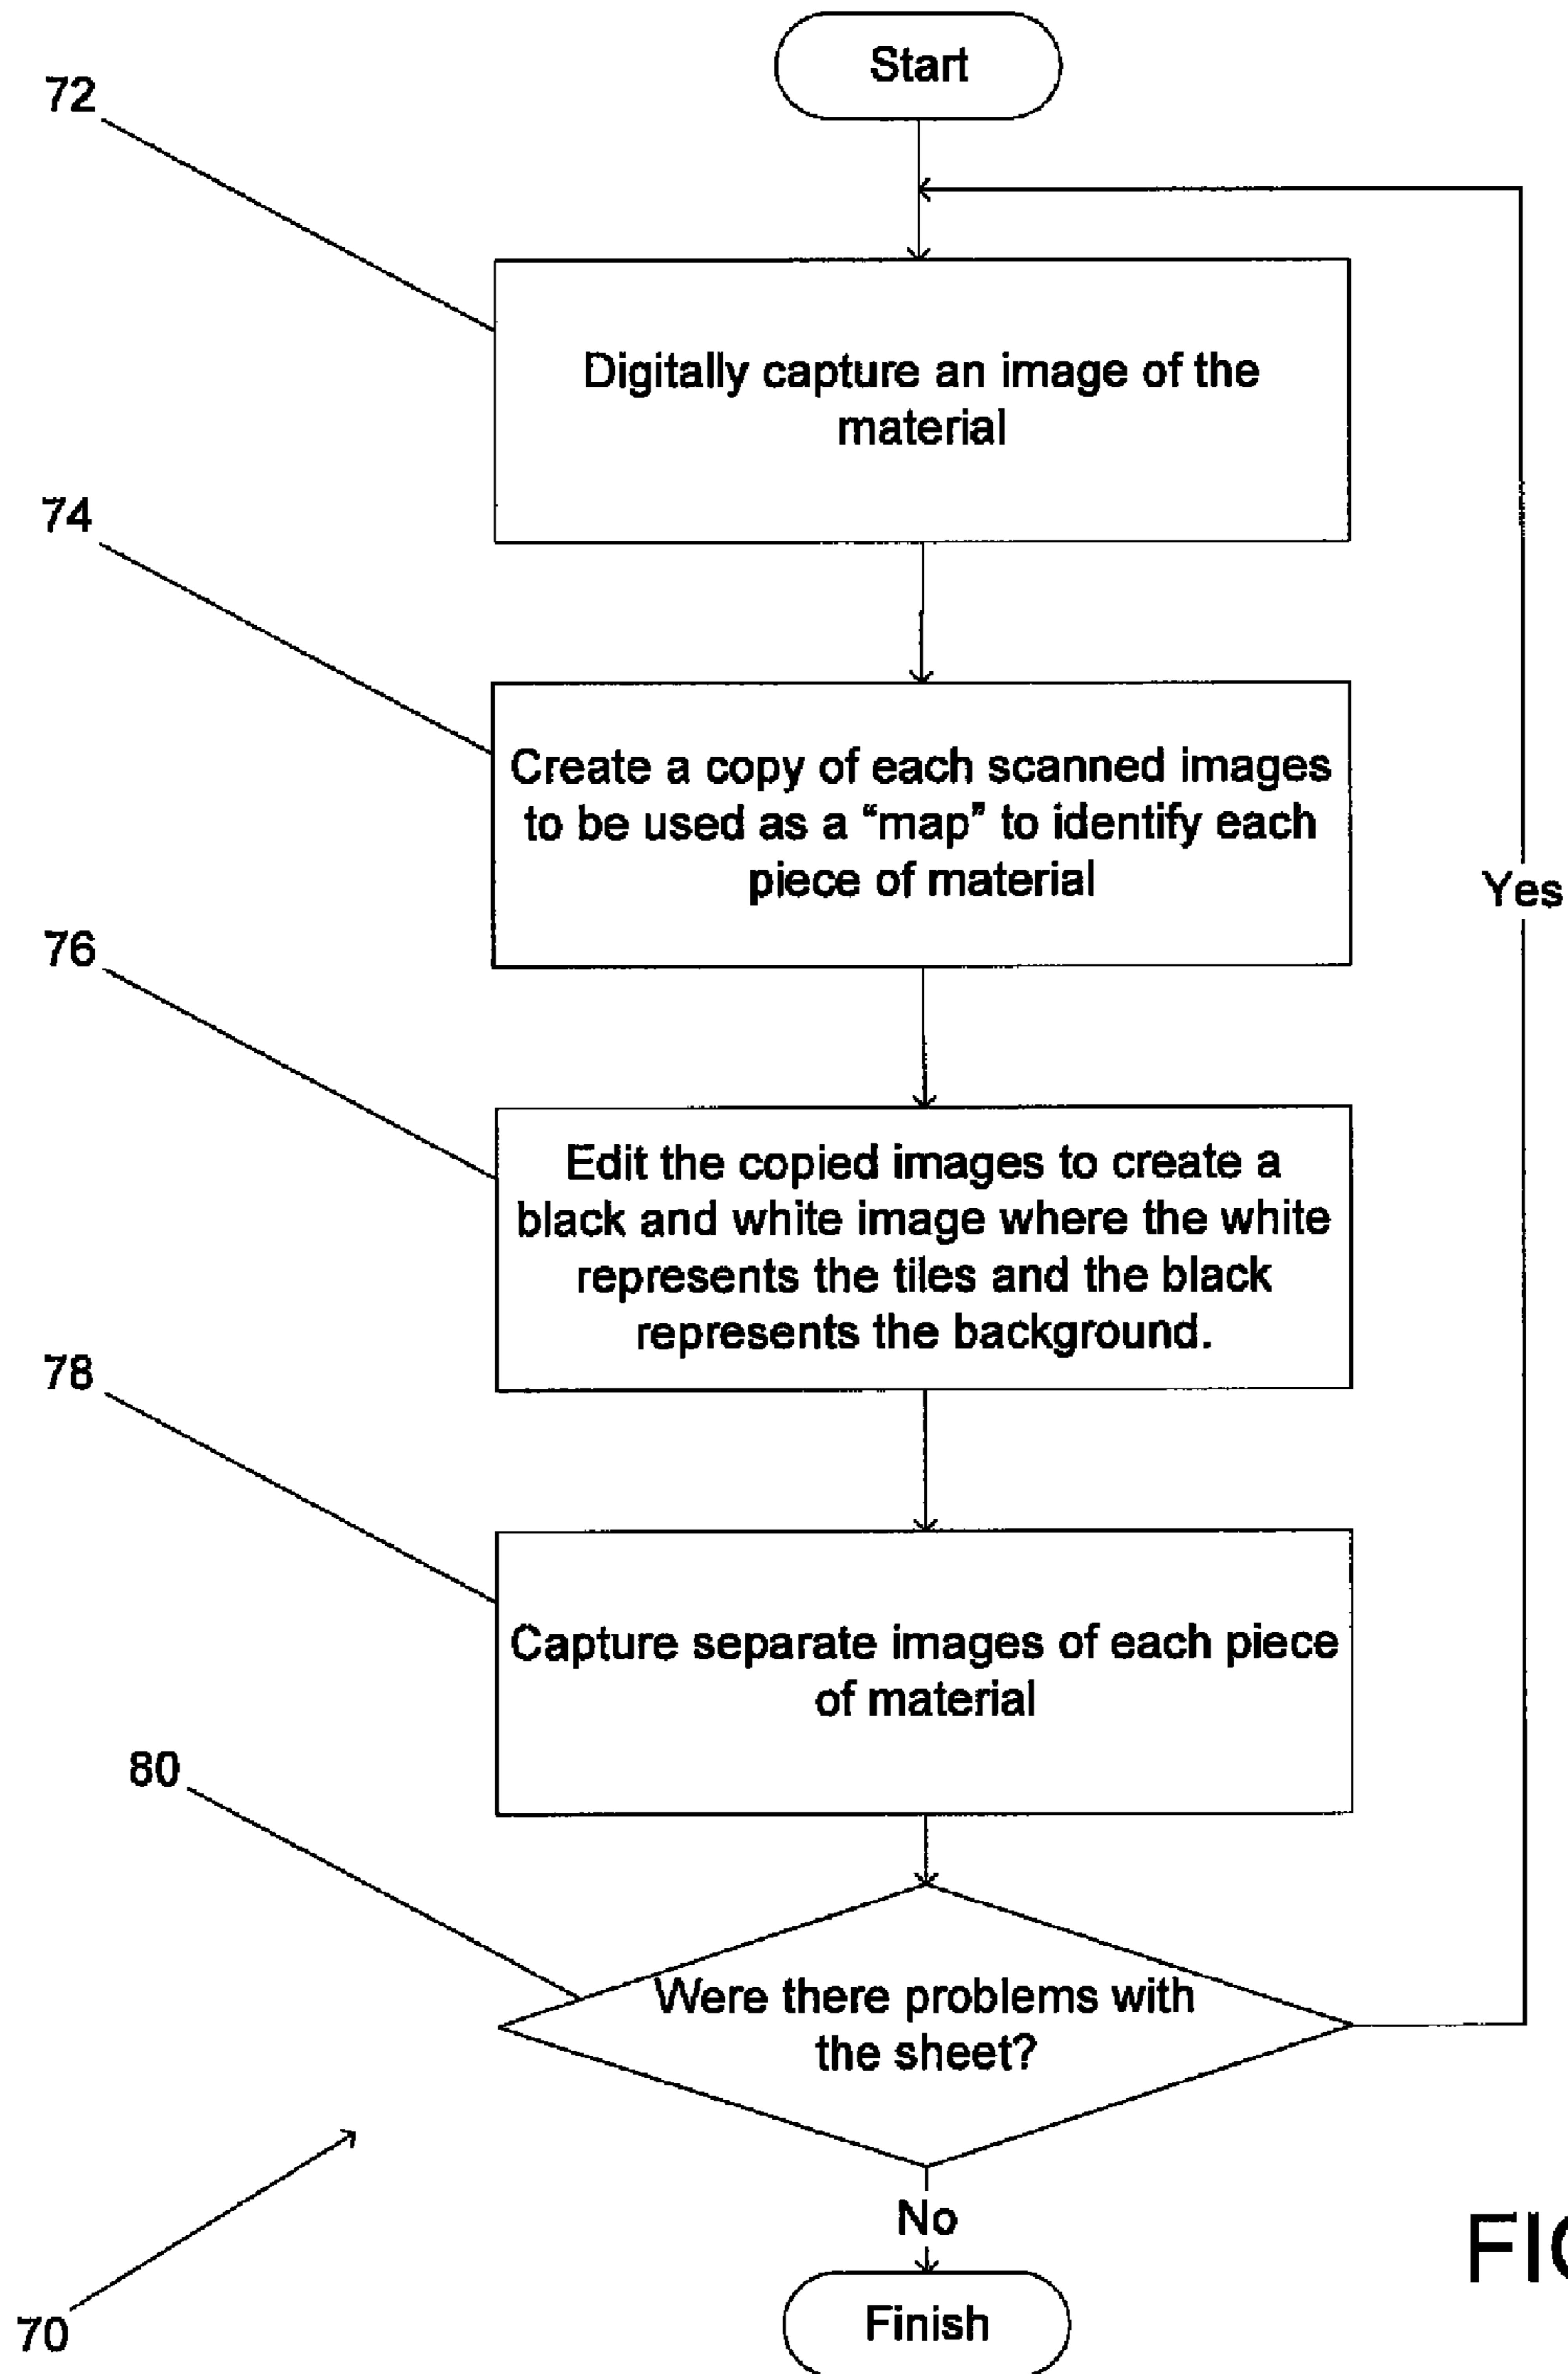 Start
72
Digitally capture an image of the
material
74
Create a copy of each scanned images
to be used as a “map” to identify each
piece of material
Yes
76
Edit the copied images to create a
black and white image where the white
represents the tiles and the black
represents the background.
78
Capture separate images of each piece
of material
80
Were there problems with
the sheet?
No
Finish
70